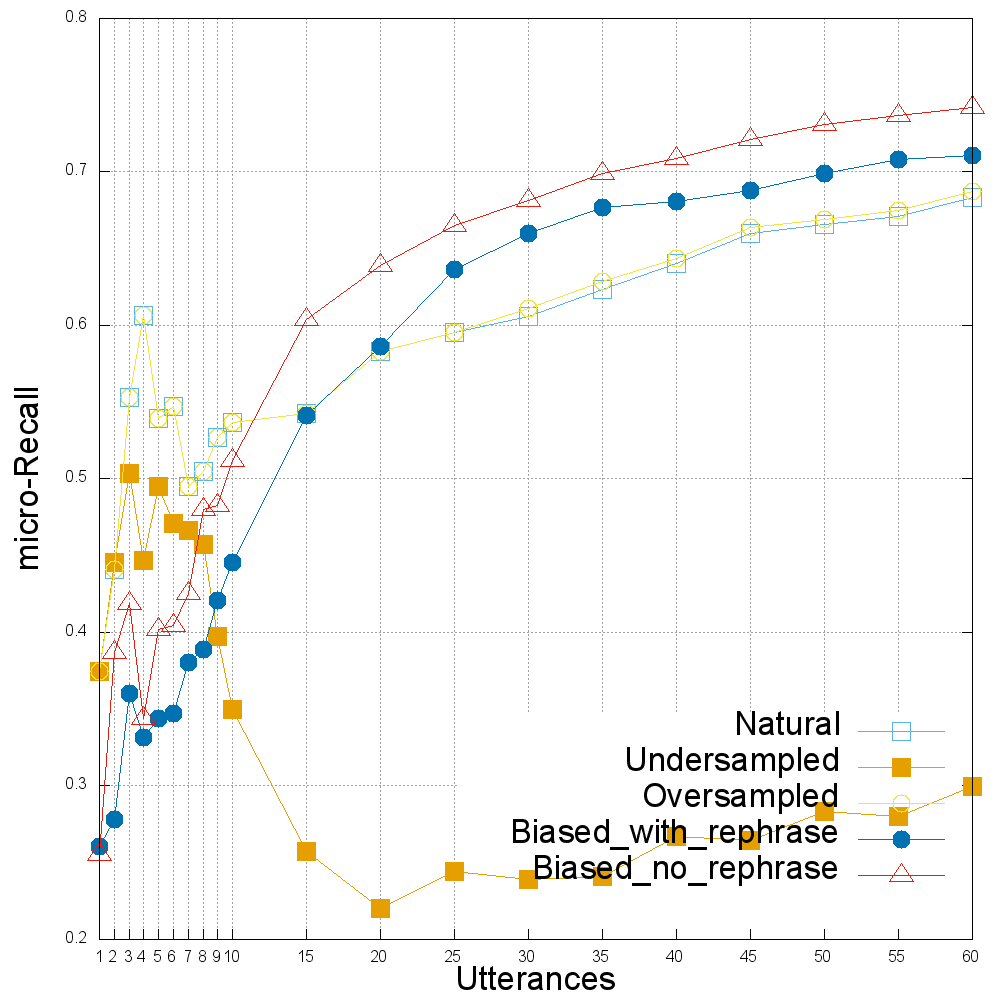 0.8
0.7
0.6
0.5
0.4
0.3
0.2
micro-Recall
Natural
Undersampled
Oversampled
Biased_with_rephrase
Biased_no_rephrase
1 2 3 4 5 6 7 8 9 10 15 20 25 30 35 40 45 50 55 60
Utterances